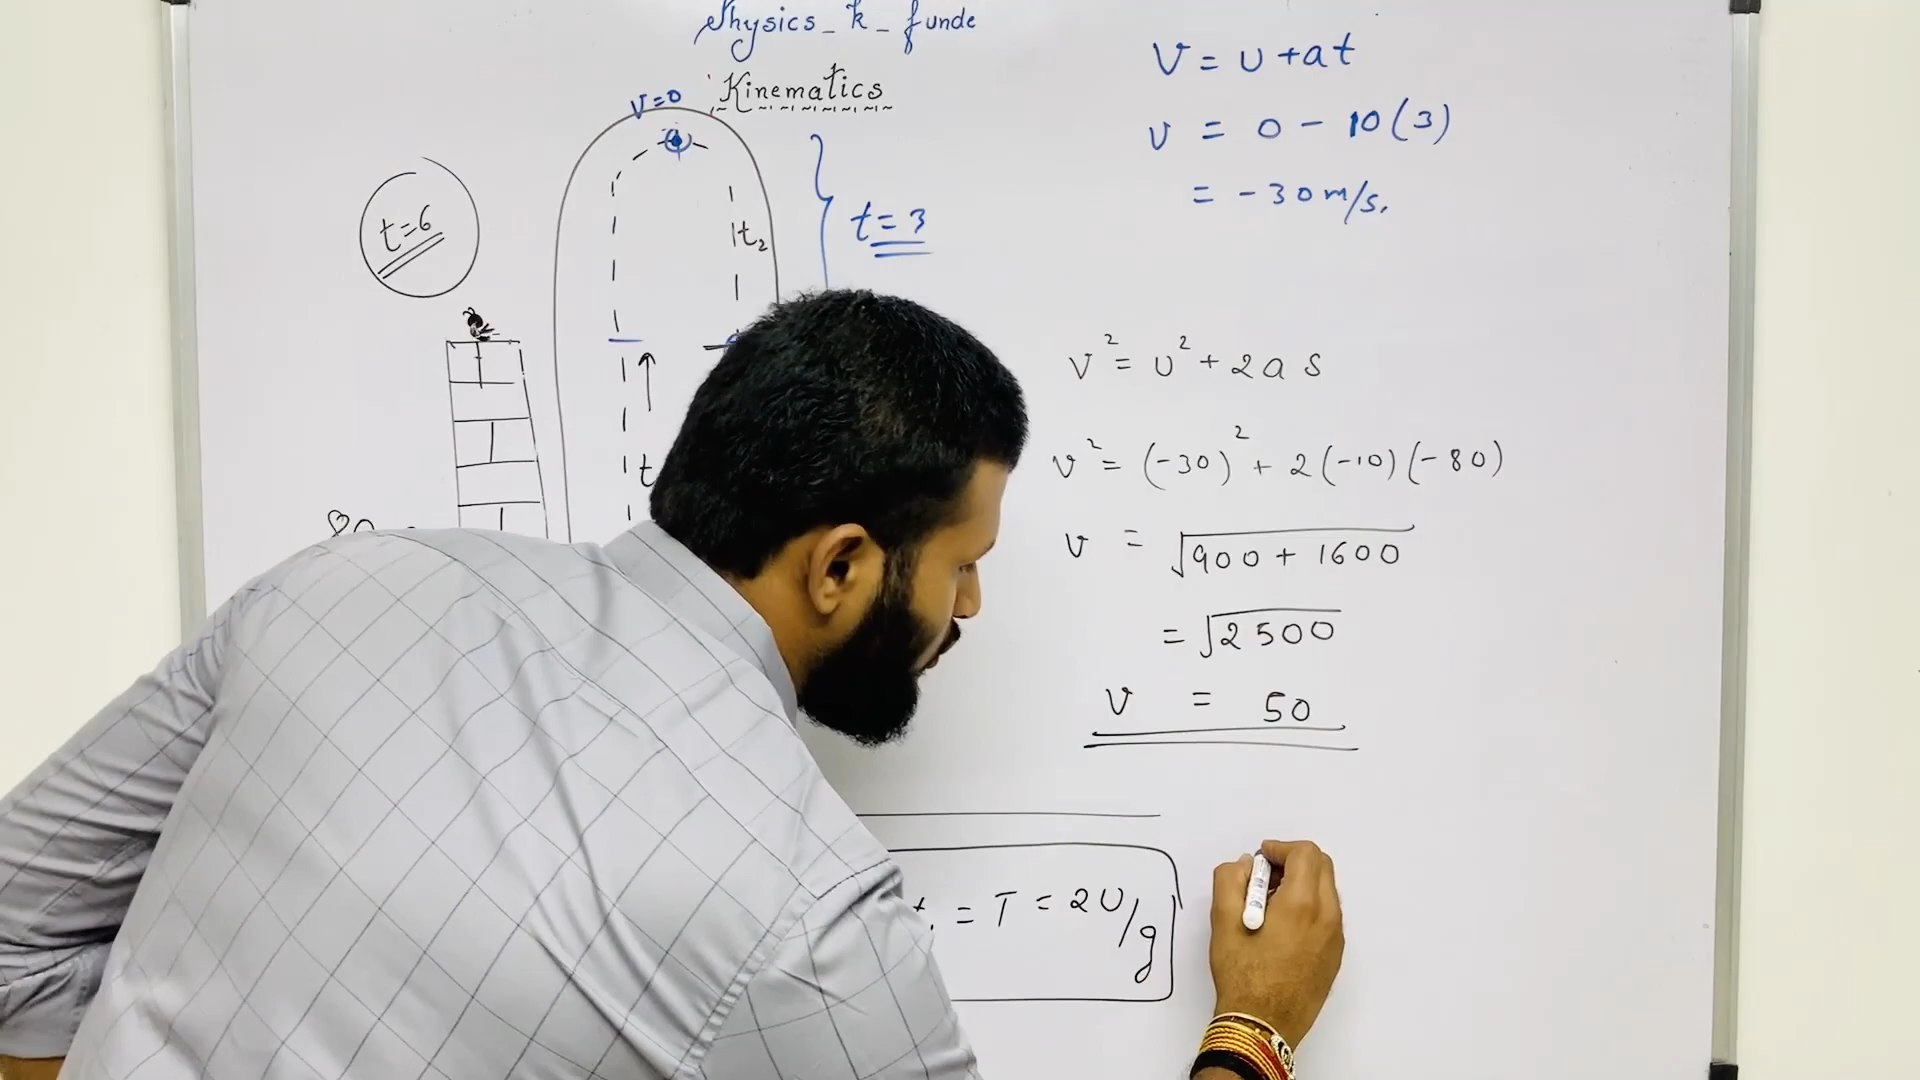 Physics_k_funde
Kinematics
V=0
t=6
t=3
t₂
t
80
V = u + at
v = 0 - 10(3)
= -30 m/s.
v² = u² + 2as
v² = (-30)² + 2(-10)(-80)
v = √900 + 1600
= √2500
v = 50
= T = 2U/g